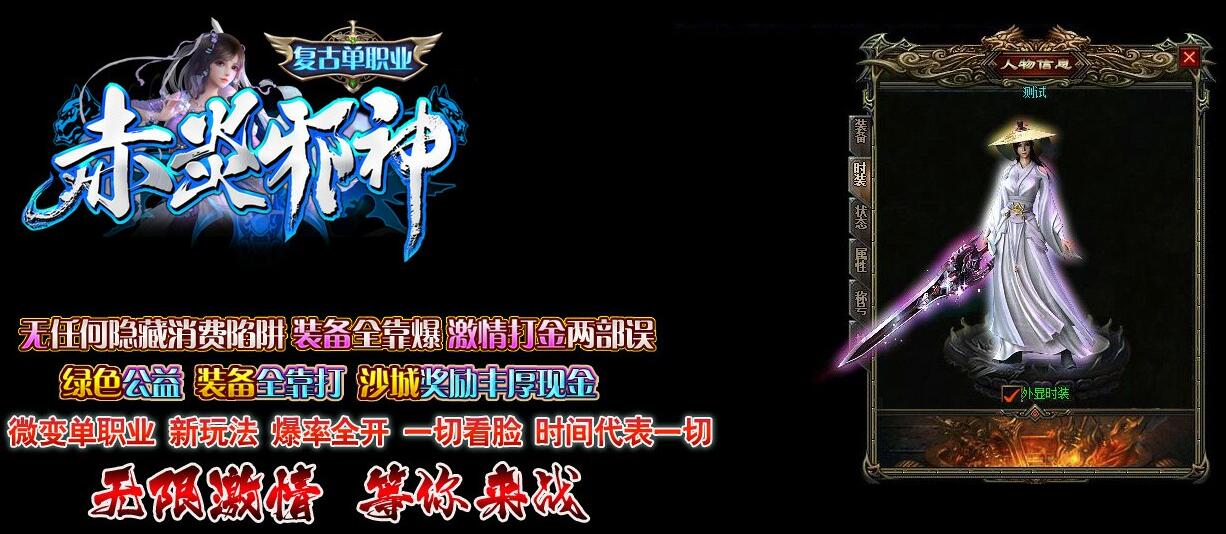 复古单职业
赤炎邪神
无任何隐藏消费陷阱 装备全靠爆 激情打金两部误
绿色公益 装备全靠打 沙城奖励丰厚现金
微变单职业 新玩法 爆率全开 一切看脸 时间代表一切
无限激情 等你来战
人物信息
测试
装备
时装
状态
属性
称号
外显时装